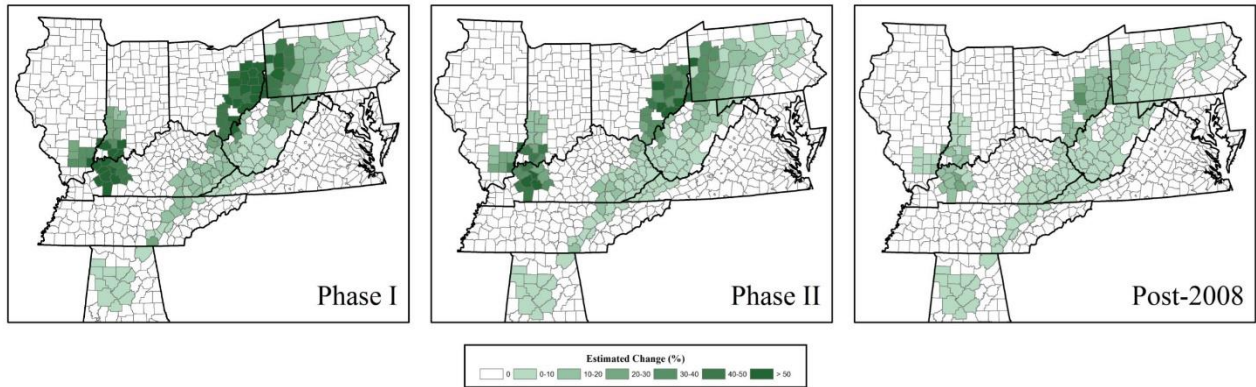 Phase I
Phase II
Post-2008
Estimated Change (%)
0 0-10 10-20 20-30 30-40 40-50 > 50